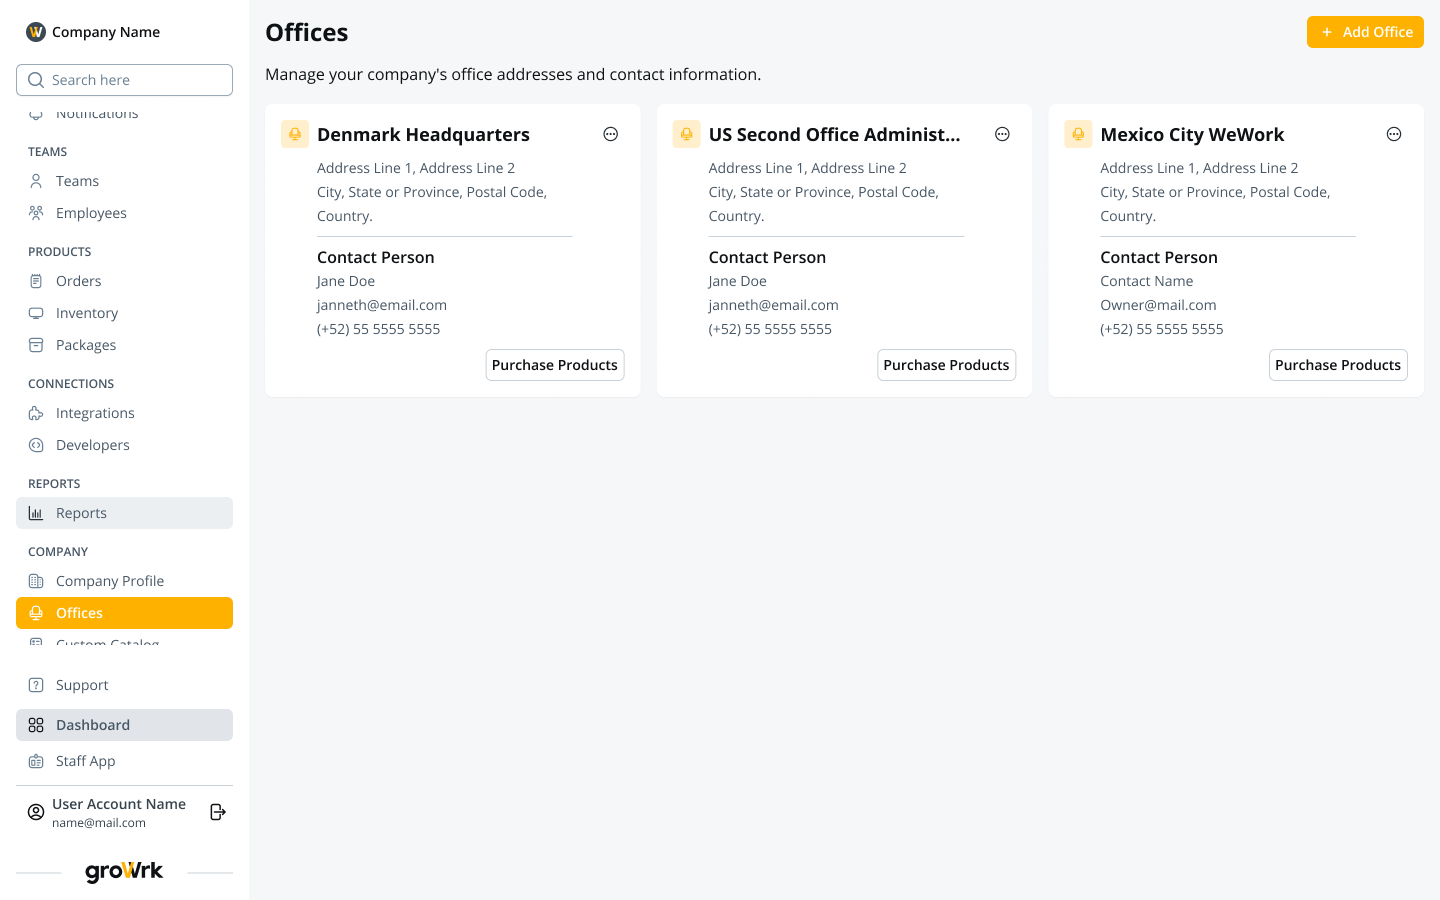 Company Name
Search here
Notifications
TEAMS
Teams
Employees
PRODUCTS
Orders
Inventory
Packages
CONNECTIONS
Integrations
Developers
REPORTS
Reports
COMPANY
Company Profile
Offices
Custom Catalog
Support
Dashboard
Staff App
User Account Name
name@mail.com
groWrk
Offices
Add Office
Manage your company's office addresses and contact information.
Denmark Headquarters
Address Line 1, Address Line 2
City, State or Province, Postal Code,
Country.
Contact Person
Jane Doe
janneth@email.com
(+52) 55 5555 5555
Purchase Products
US Second Office Administ...
Address Line 1, Address Line 2
City, State or Province, Postal Code,
Country.
Contact Person
Jane Doe
janneth@email.com
(+52) 55 5555 5555
Purchase Products
Mexico City WeWork
Address Line 1, Address Line 2
City, State or Province, Postal Code,
Country.
Contact Person
Contact Name
Owner@mail.com
(+52) 55 5555 5555
Purchase Products